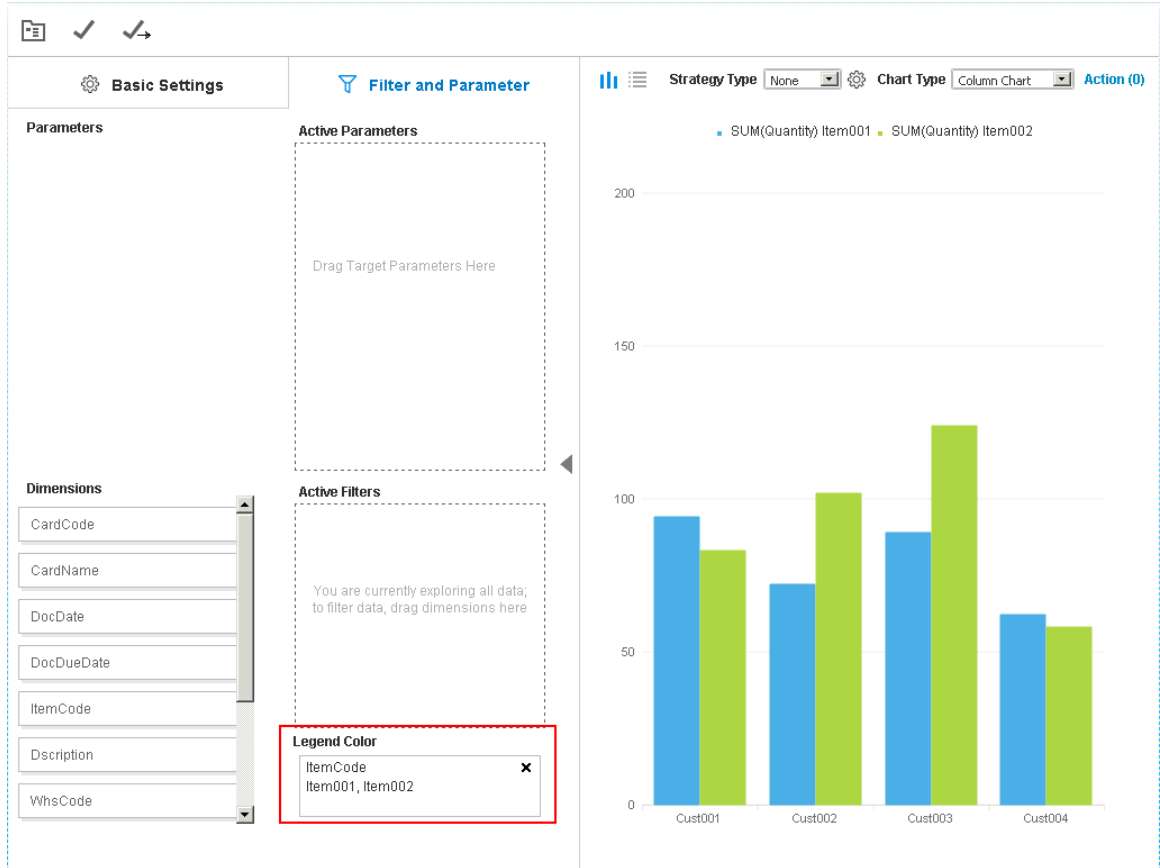 Basic Settings
Filter and Parameter
Parameters
Active Parameters
Drag Target Parameters Here
Dimensions
CardCode
CardName
DocDate
DocDueDate
ItemCode
Dscription
WhsCode
Active Filters
You are currently exploring all data;
to filter data, drag dimensions here
Legend Color
ItemCode
Item001, Item002
Strategy Type None Chart Type Column Chart Action (0)
SUM(Quantity) Item001 SUM(Quantity) Item002
200
150
100
50
0
Cust001 Cust002 Cust003 Cust004